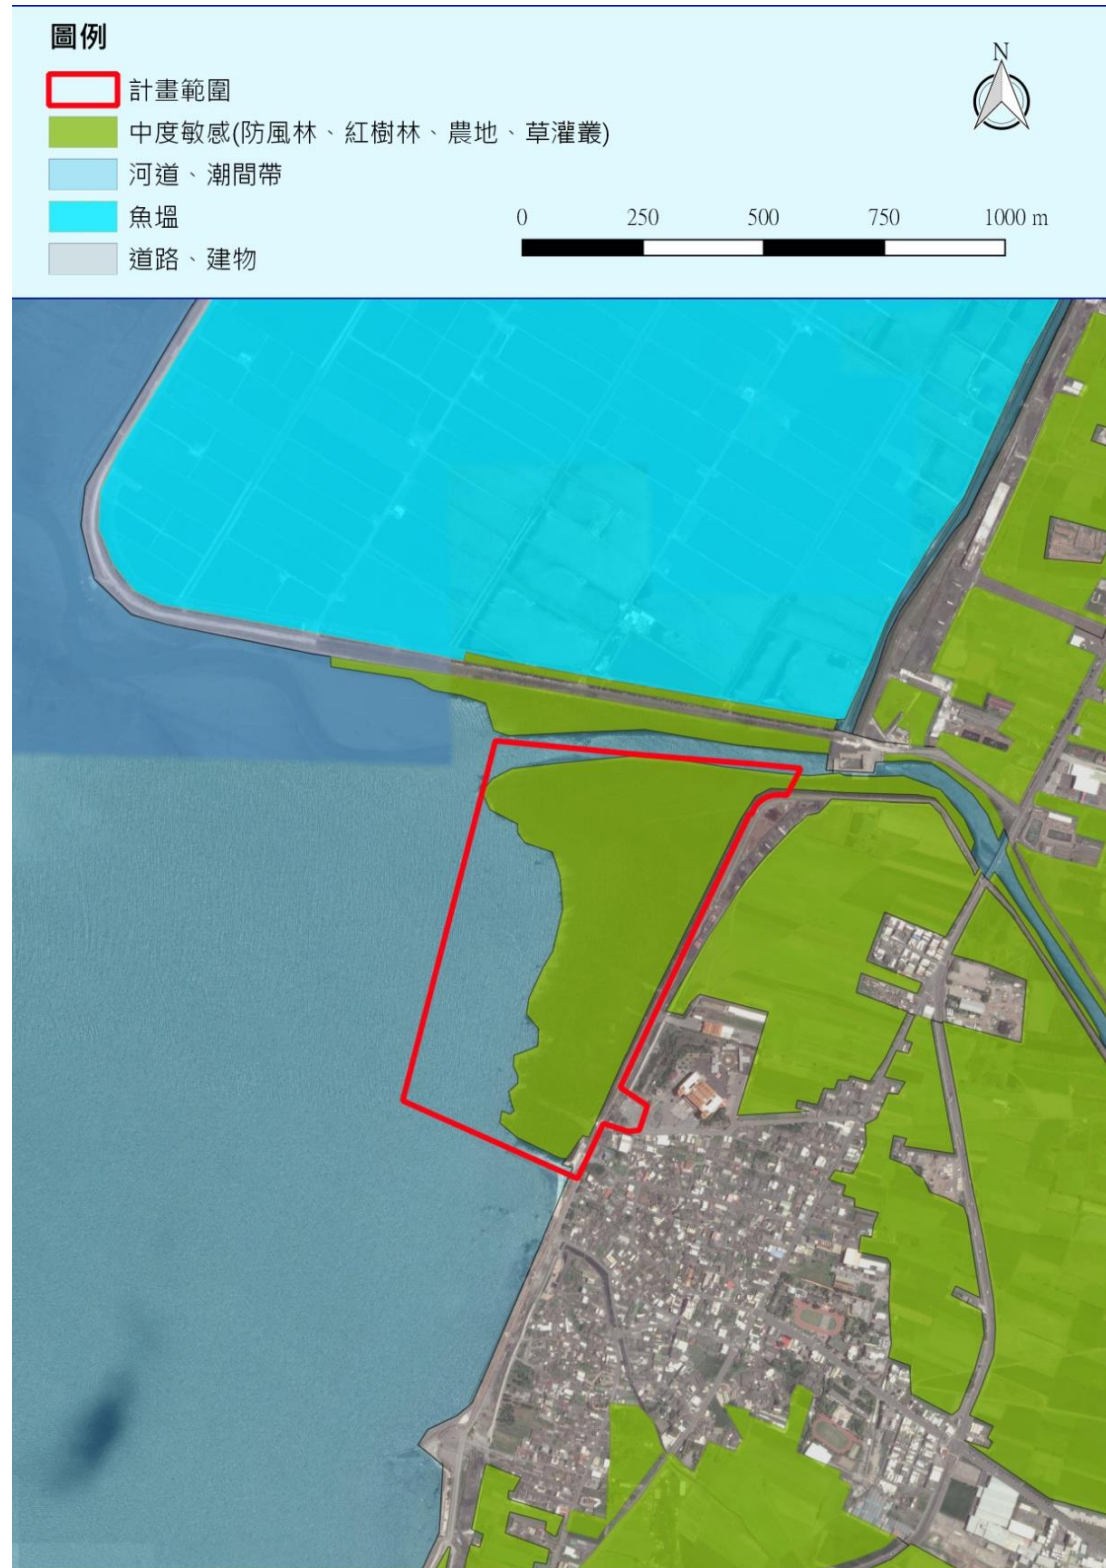 圖例
N
計畫範圍
中度敏感(防風林、紅樹林、農地、草灌叢)
河道、潮間帶
魚塭
道路、建物
0 250 500 750 1000 m